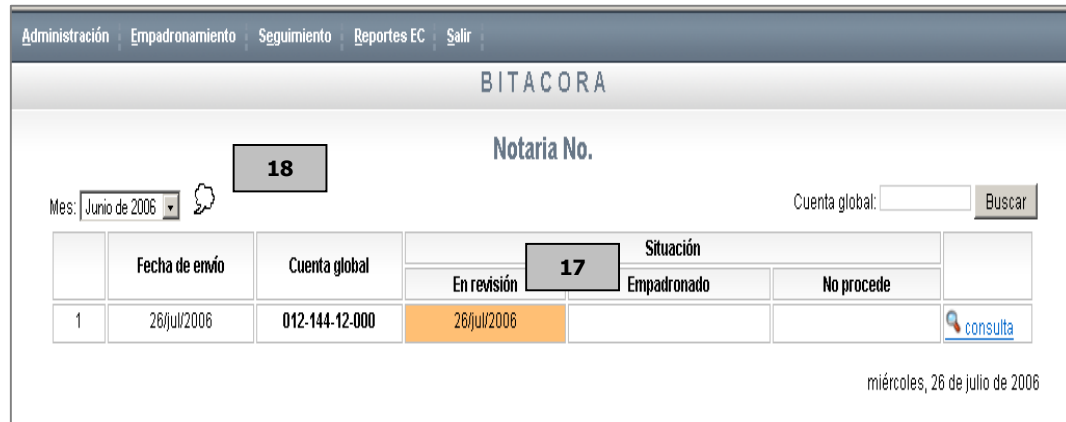 Administración Empadronamiento Seguimiento Reportes EC Salir
BITACORA
Notaria No.
18
Mes: Junio de 2006 Cuenta global: Buscar
Fecha de envío Cuenta global Situación
17
En revisión Empadronado No procede
1 26/jul/2006 012-144-12-000 26/jul/2006 consulta
miércoles, 26 de julio de 2006